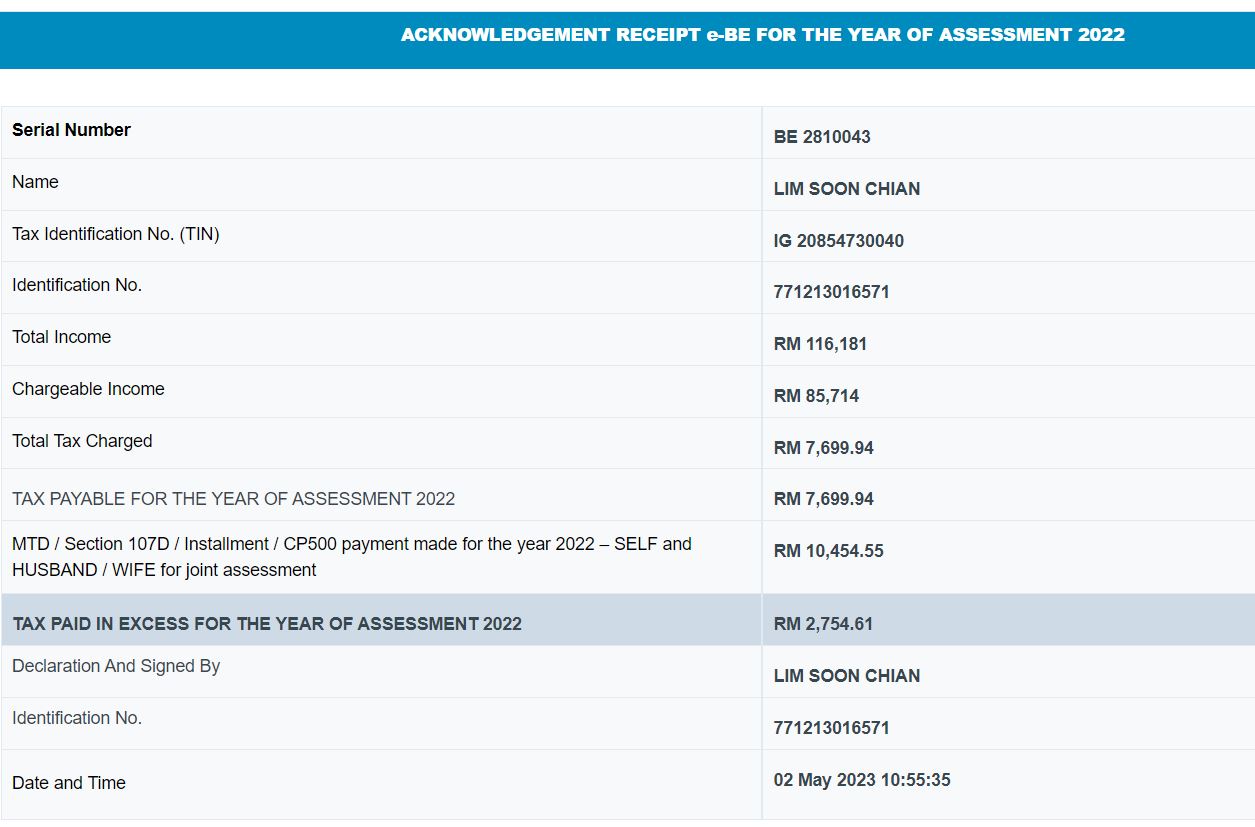 ACKNOWLEDGEMENT RECEIPT e-BE FOR THE YEAR OF ASSESSMENT 2022
Serial Number BE 2810043
Name LIM SOON CHIAN
Tax Identification No. (TIN) IG 20854730040
Identification No. 771213016571
Total Income RM 116,181
Chargeable Income RM 85,714
Total Tax Charged RM 7,699.94
TAX PAYABLE FOR THE YEAR OF ASSESSMENT 2022 RM 7,699.94
MTD / Section 107D / Installment / CP500 payment made for the year 2022 – SELF and
HUSBAND / WIFE for joint assessment RM 10,454.55
TAX PAID IN EXCESS FOR THE YEAR OF ASSESSMENT 2022 RM 2,754.61
Declaration And Signed By LIM SOON CHIAN
Identification No. 771213016571
Date and Time 02 May 2023 10:55:35